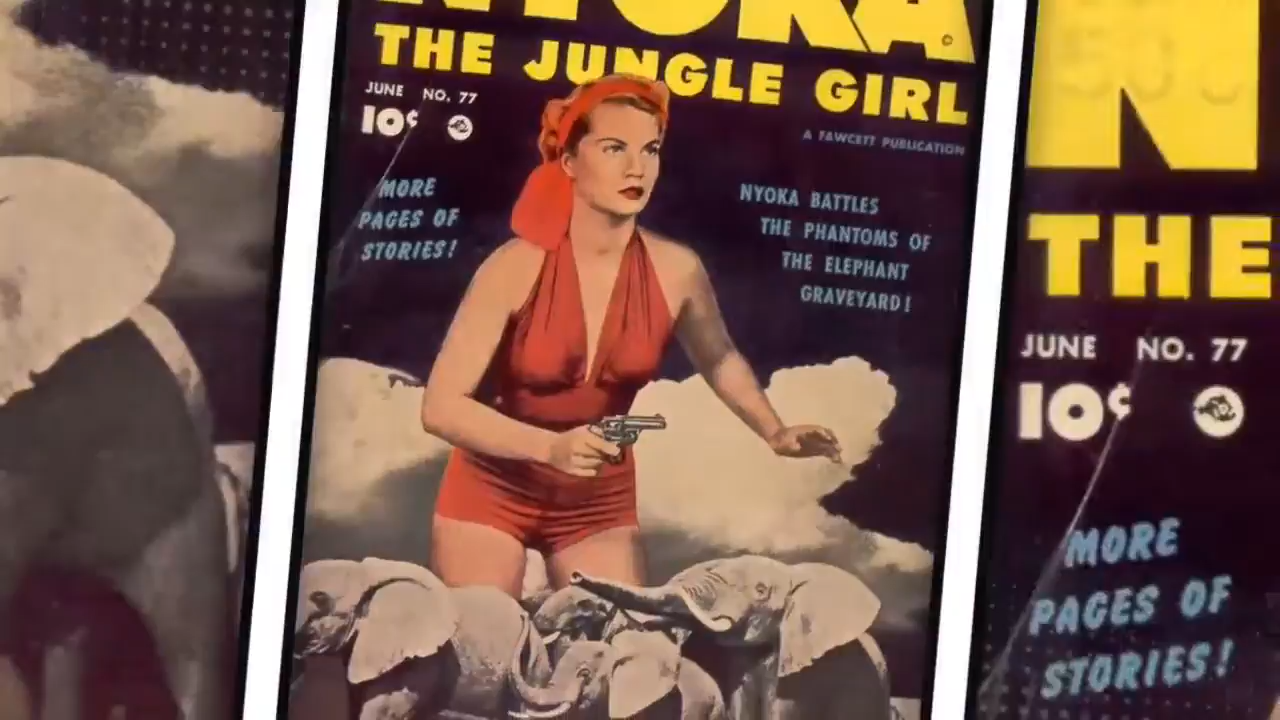 NYOKA
THE JUNGLE GIRL
JUNE NO. 77
10¢
A FAWCETT PUBLICATION
MORE
PAGES OF
STORIES!
NYOKA BATTLES
THE PHANTOMS OF
THE ELEPHANT
GRAVEYARD!
N
THE
JUNE NO. 77
10¢
MORE
PAGES OF
STORIES!